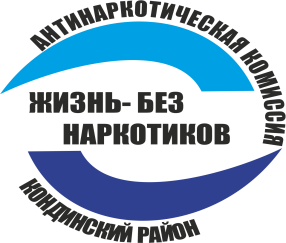 АНТИНАРКОТИЧЕСКАЯ КОМИССИЯ
ЖИЗНЬ- БЕЗ
НАРКОТИКОВ
КОНДИНСКИЙ РАЙОН